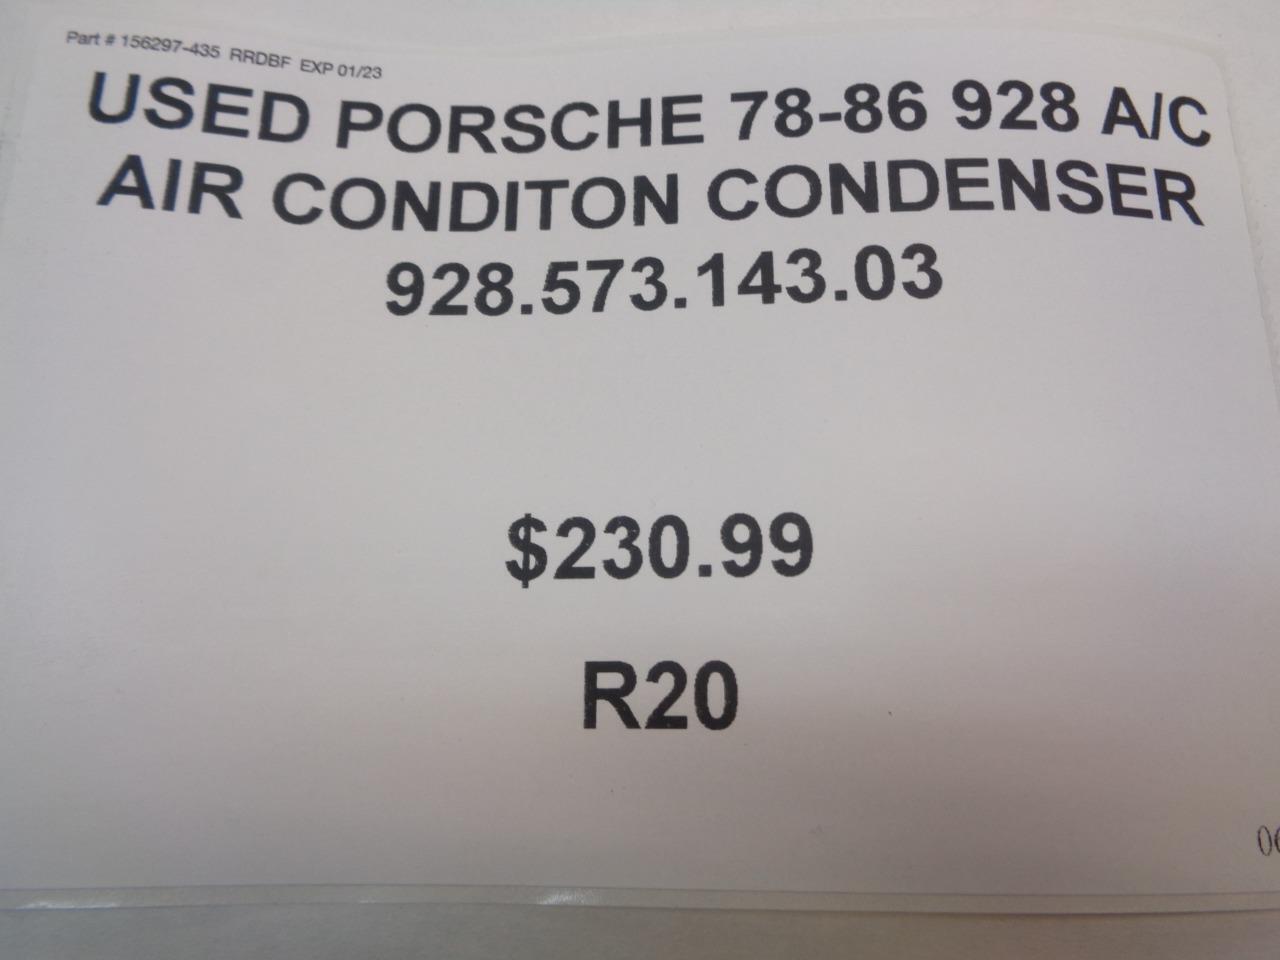 Part # 156297-435 RRDBF EXP 01/23
USED PORSCHE 78-86 928 A/C
AIR CONDITON CONDENSER
928.573.143.03
$230.99
R20